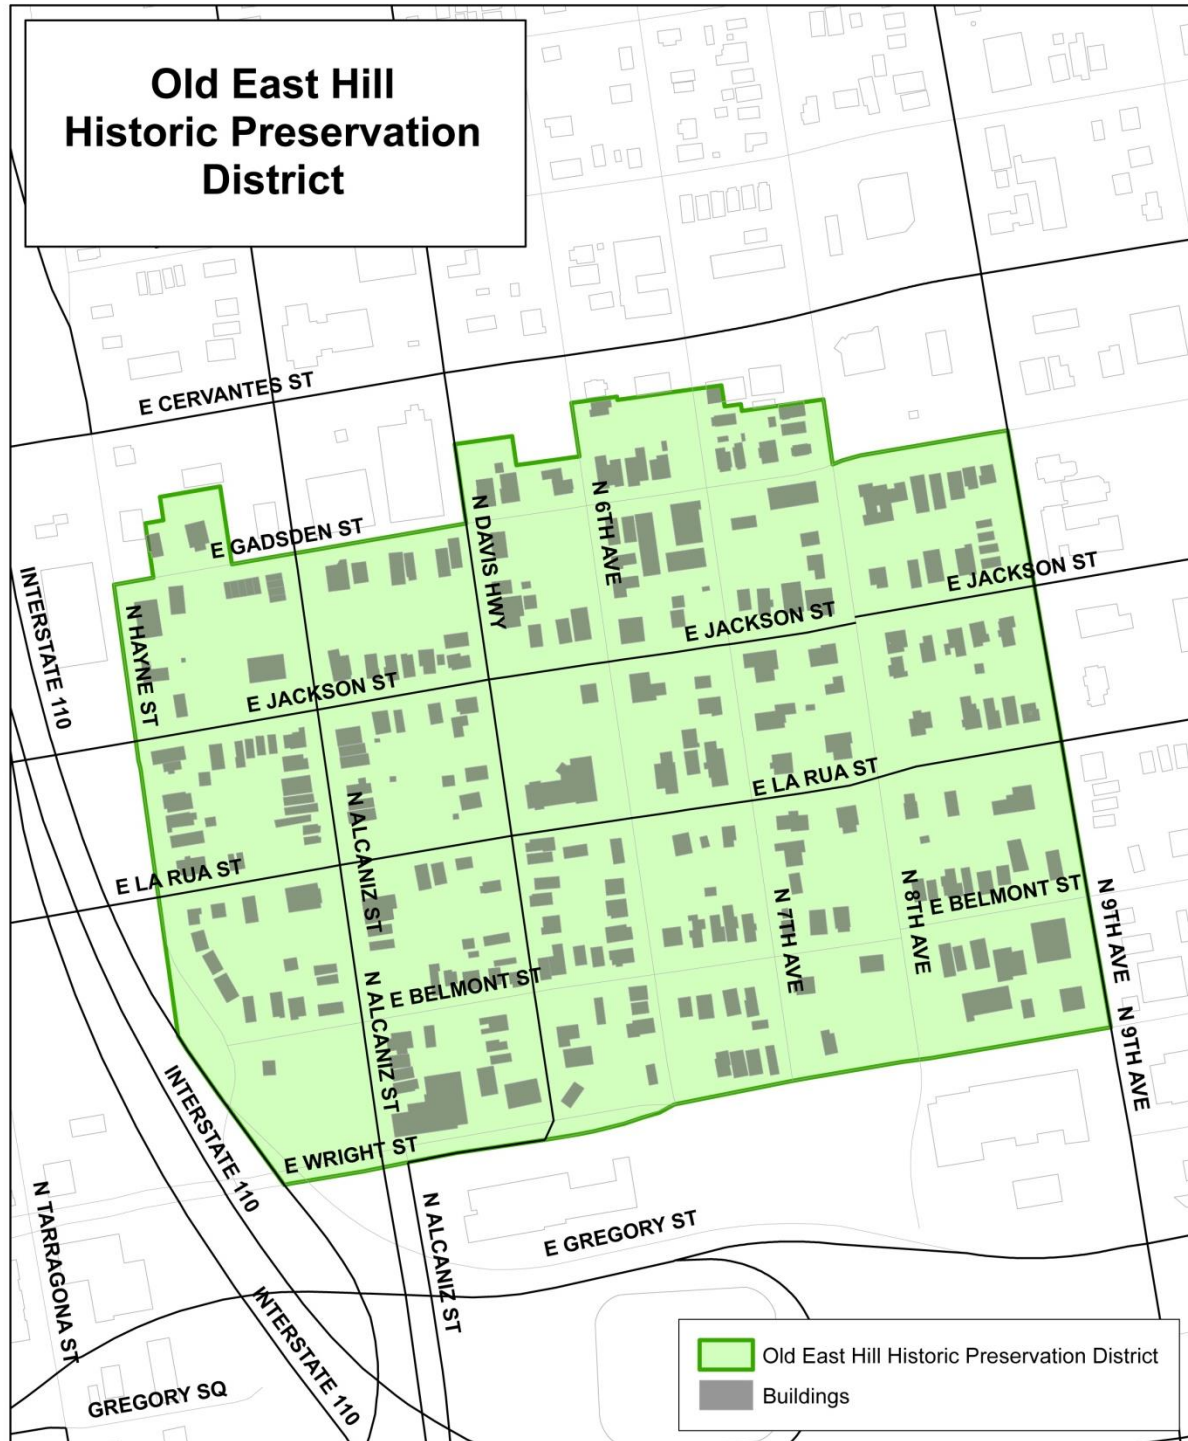 Old East Hill
Historic Preservation
District
E CERVANTES ST
E GADSDEN ST
N DAVIS HWY
N 6TH AVE
INTERSTATE 110
N HAYNE ST
E JACKSON ST
E JACKSON ST
E JACKSON ST
E LA RUA ST
N ALCANIZ ST
E LA RUA ST
N 7TH AVE
N 8TH AVE
E BELMONT ST
N 9TH AVE
E BELMONT ST
N ALCANIZ ST
N 9TH AVE
INTERSTATE 110
E WRIGHT ST
N TARRAGONA ST
N ALCANIZ ST
E GREGORY ST
INTERSTATE 110
GREGORY SQ
Old East Hill Historic Preservation District
Buildings